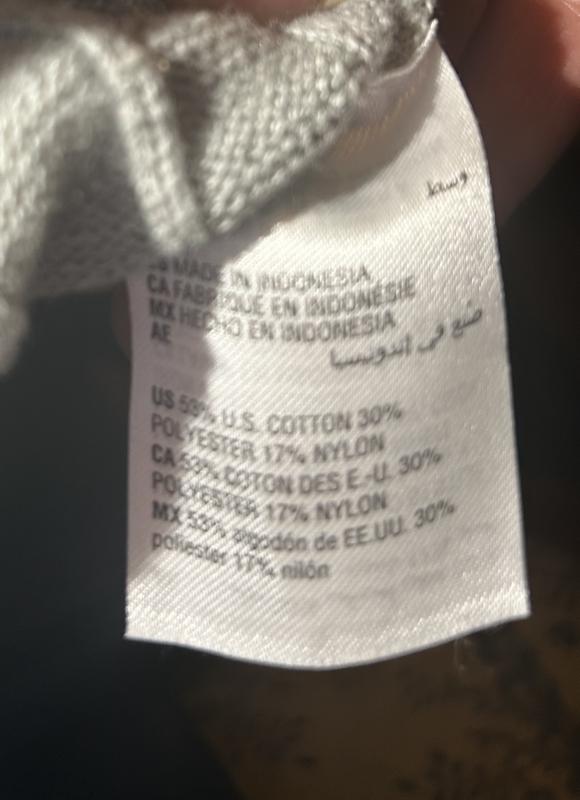 وسط
US MADE IN INDONESIA
CA FABRIQUÉ EN INDONÉSIE
MX HECHO EN INDONESIA
AE
صنع في اندونيسيا
US 53% U.S. COTTON 30%
POLYESTER 17% NYLON
CA 53% COTON DES É.-U. 30%
POLYESTER 17% NYLON
MX 53% algodón de EE.UU. 30%
poliéster 17% nilón